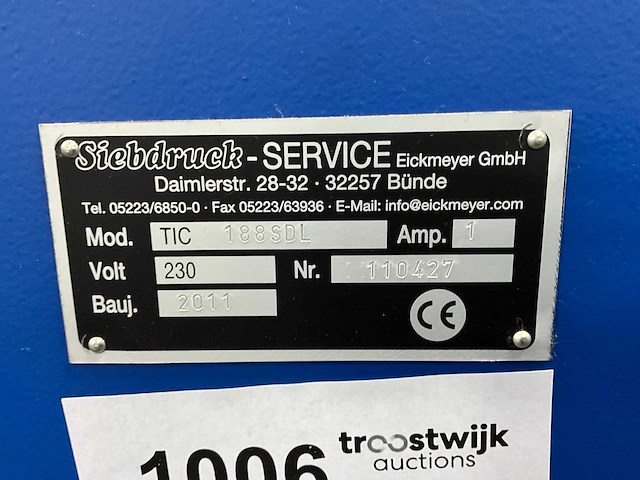 Siebdruck-SERVICE Eickmeyer GmbH
Daimlerstr. 28-32 · 32257 Bünde
Tel. 05223/6850-0 · Fax 05223/63936 · E-Mail: info@eickmeyer.com
Mod. TIC 188SDL Amp. 1
Volt 230 Nr. 110427
Bauj. 2011 CE
1006 troostwijk
auctions